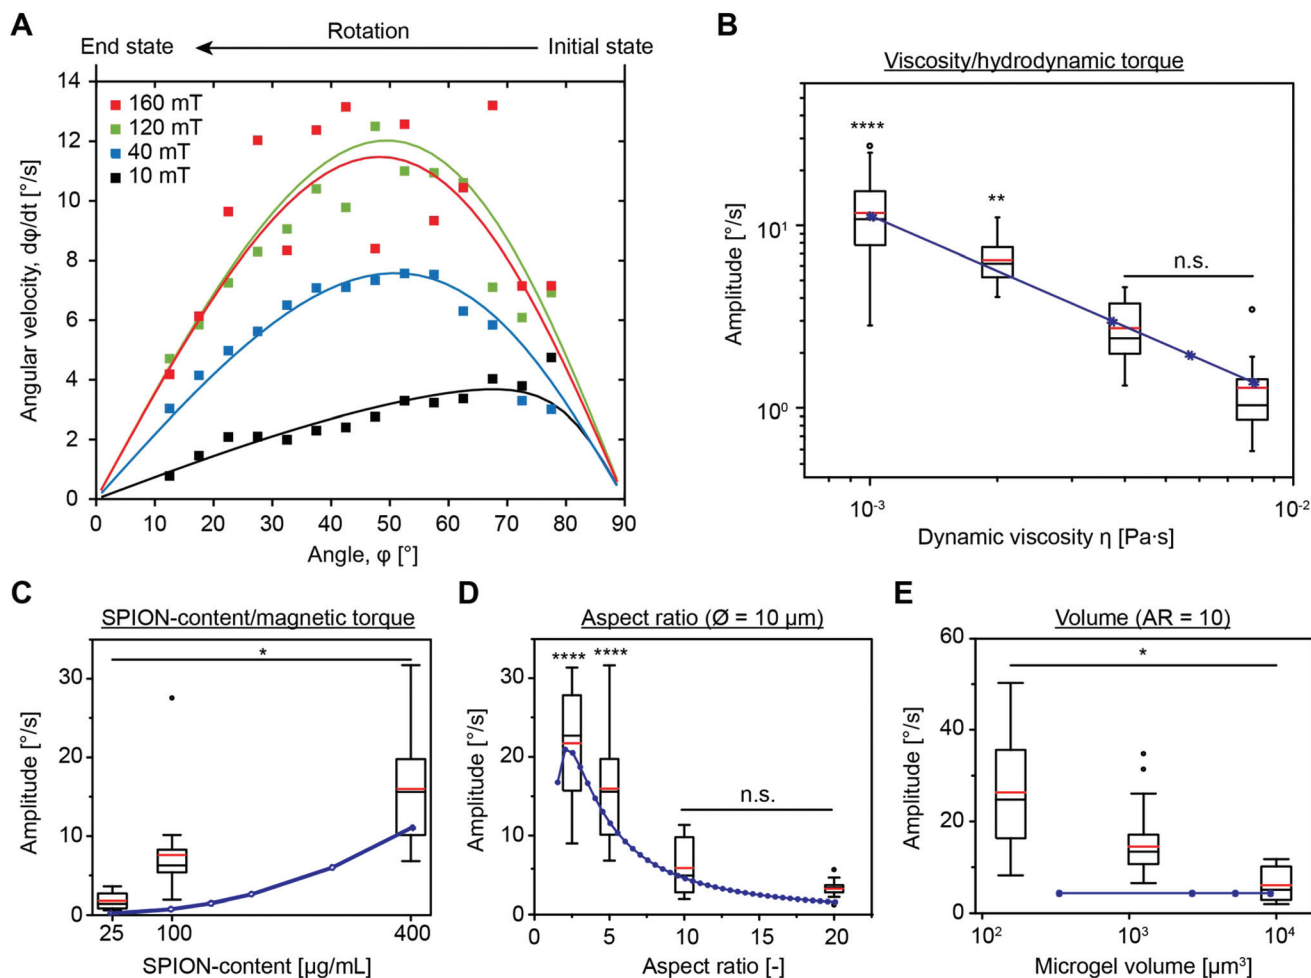 A
End state
Rotation
Initial state
14
12
10
8
6
4
2
0
160 mT
120 mT
40 mT
10 mT
Angular velocity, dφ/dt [°/s]
0 10 20 30 40 50 60 70 80 90
Angle, φ [°]
B
Viscosity/hydrodynamic torque
****
**
n.s.
10¹
10⁰
Amplitude [°/s]
10⁻³ 10⁻²
Dynamic viscosity η [Pa·s]
C
SPION-content/magnetic torque
*
30
20
10
0
Amplitude [°/s]
25 100 400
SPION-content [µg/mL]
D
Aspect ratio (Ø = 10 µm)
**** ****
n.s.
30
20
10
0
Amplitude [°/s]
0 5 10 15 20
Aspect ratio [-]
E
Volume (AR = 10)
*
60
40
20
0
Amplitude [°/s]
10² 10³ 10⁴
Microgel volume [µm³]